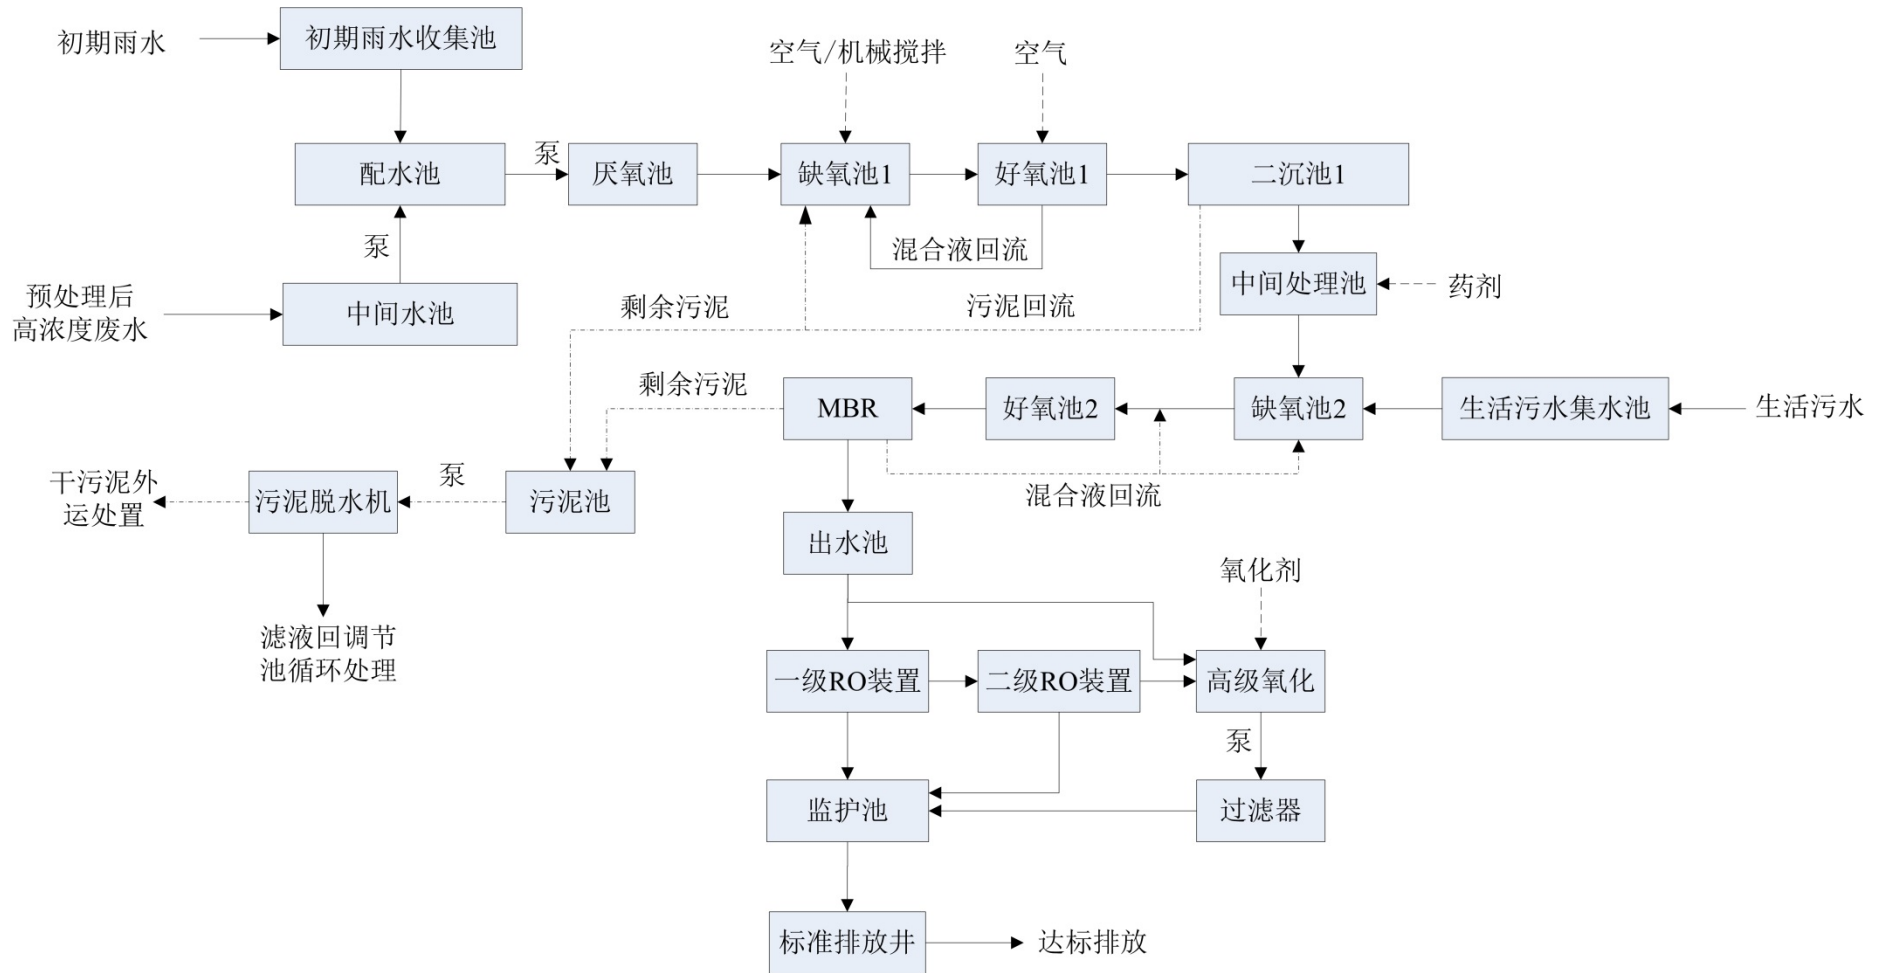 初期雨水
初期雨水收集池
空气/机械搅拌
空气
配水池
泵
厌氧池
缺氧池1
好氧池1
二沉池1
泵
混合液回流
预处理后
高浓度废水
中间水池
剩余污泥
污泥回流
中间处理池
药剂
剩余污泥
MBR
好氧池2
缺氧池2
生活污水集水池
生活污水
干污泥外
运处置
污泥脱水机
泵
污泥池
混合液回流
出水池
氧化剂
滤液回调节
池循环处理
一级RO装置
二级RO装置
高级氧化
泵
监护池
过滤器
标准排放井
达标排放